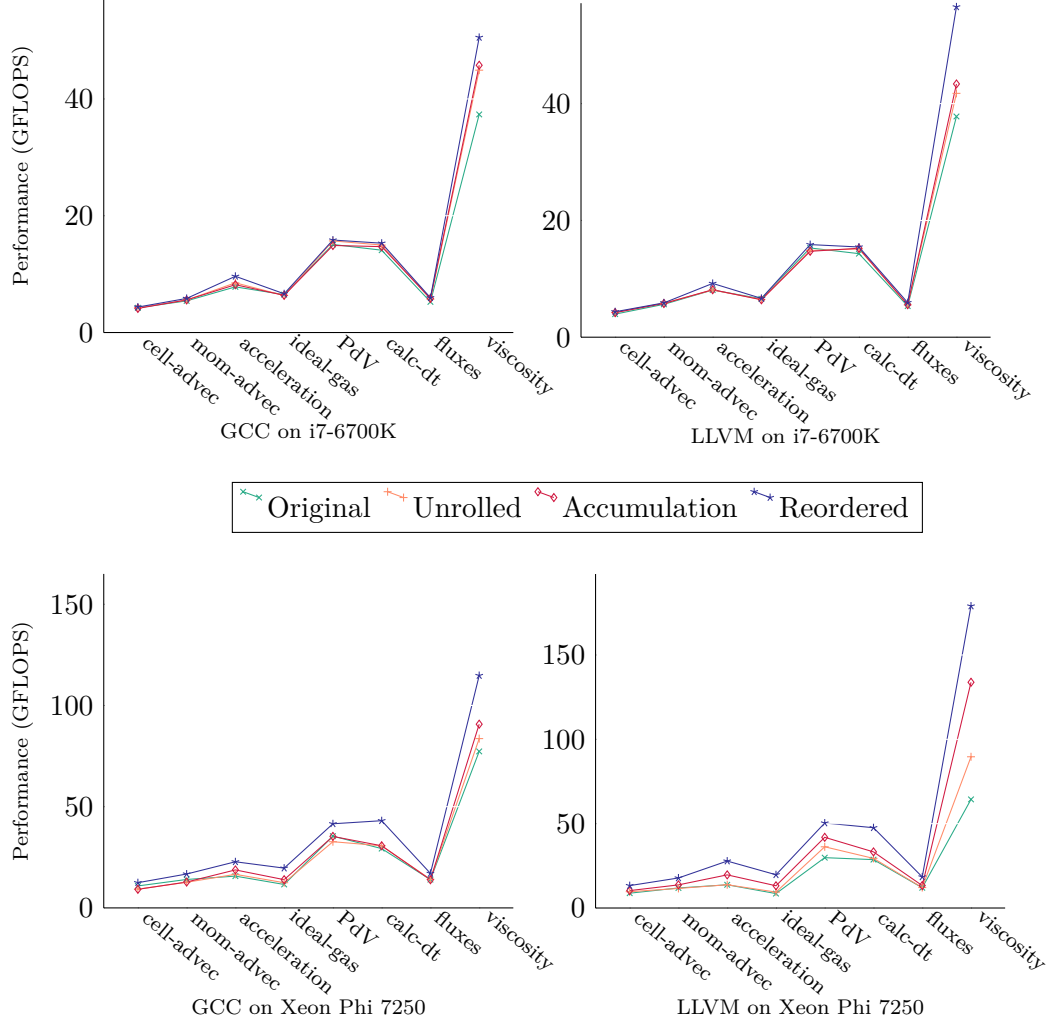 Performance (GFLOPS)
40
20
0
cell-advec
mom-advec
acceleration
ideal-gas
PdV
calc-dt
fluxes
viscosity
GCC on i7-6700K
40
20
0
cell-advec
mom-advec
acceleration
ideal-gas
PdV
calc-dt
fluxes
viscosity
LLVM on i7-6700K
Original Unrolled Accumulation Reordered
Performance (GFLOPS)
150
100
50
0
cell-advec
mom-advec
acceleration
ideal-gas
PdV
calc-dt
fluxes
viscosity
GCC on Xeon Phi 7250
150
100
50
0
cell-advec
mom-advec
acceleration
ideal-gas
PdV
calc-dt
fluxes
viscosity
LLVM on Xeon Phi 7250